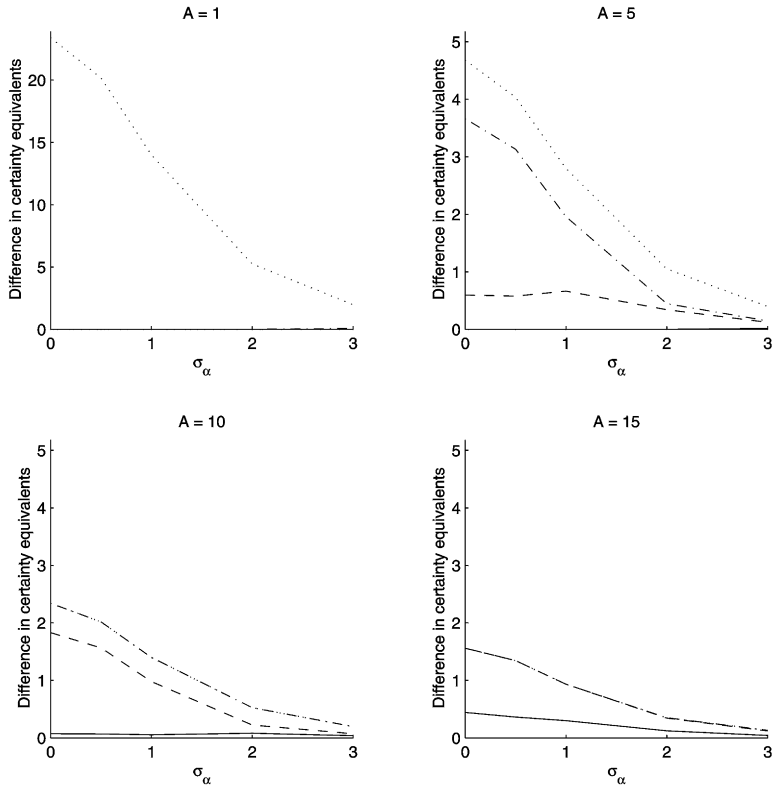 A = 1
Difference in certainty equivalents
20
15
10
5
0
0 1 2 3
σα
A = 5
Difference in certainty equivalents
5
4
3
2
1
0
0 1 2 3
σα
A = 10
Difference in certainty equivalents
5
4
3
2
1
0
0 1 2 3
σα
A = 15
Difference in certainty equivalents
5
4
3
2
1
0
0 1 2 3
σα